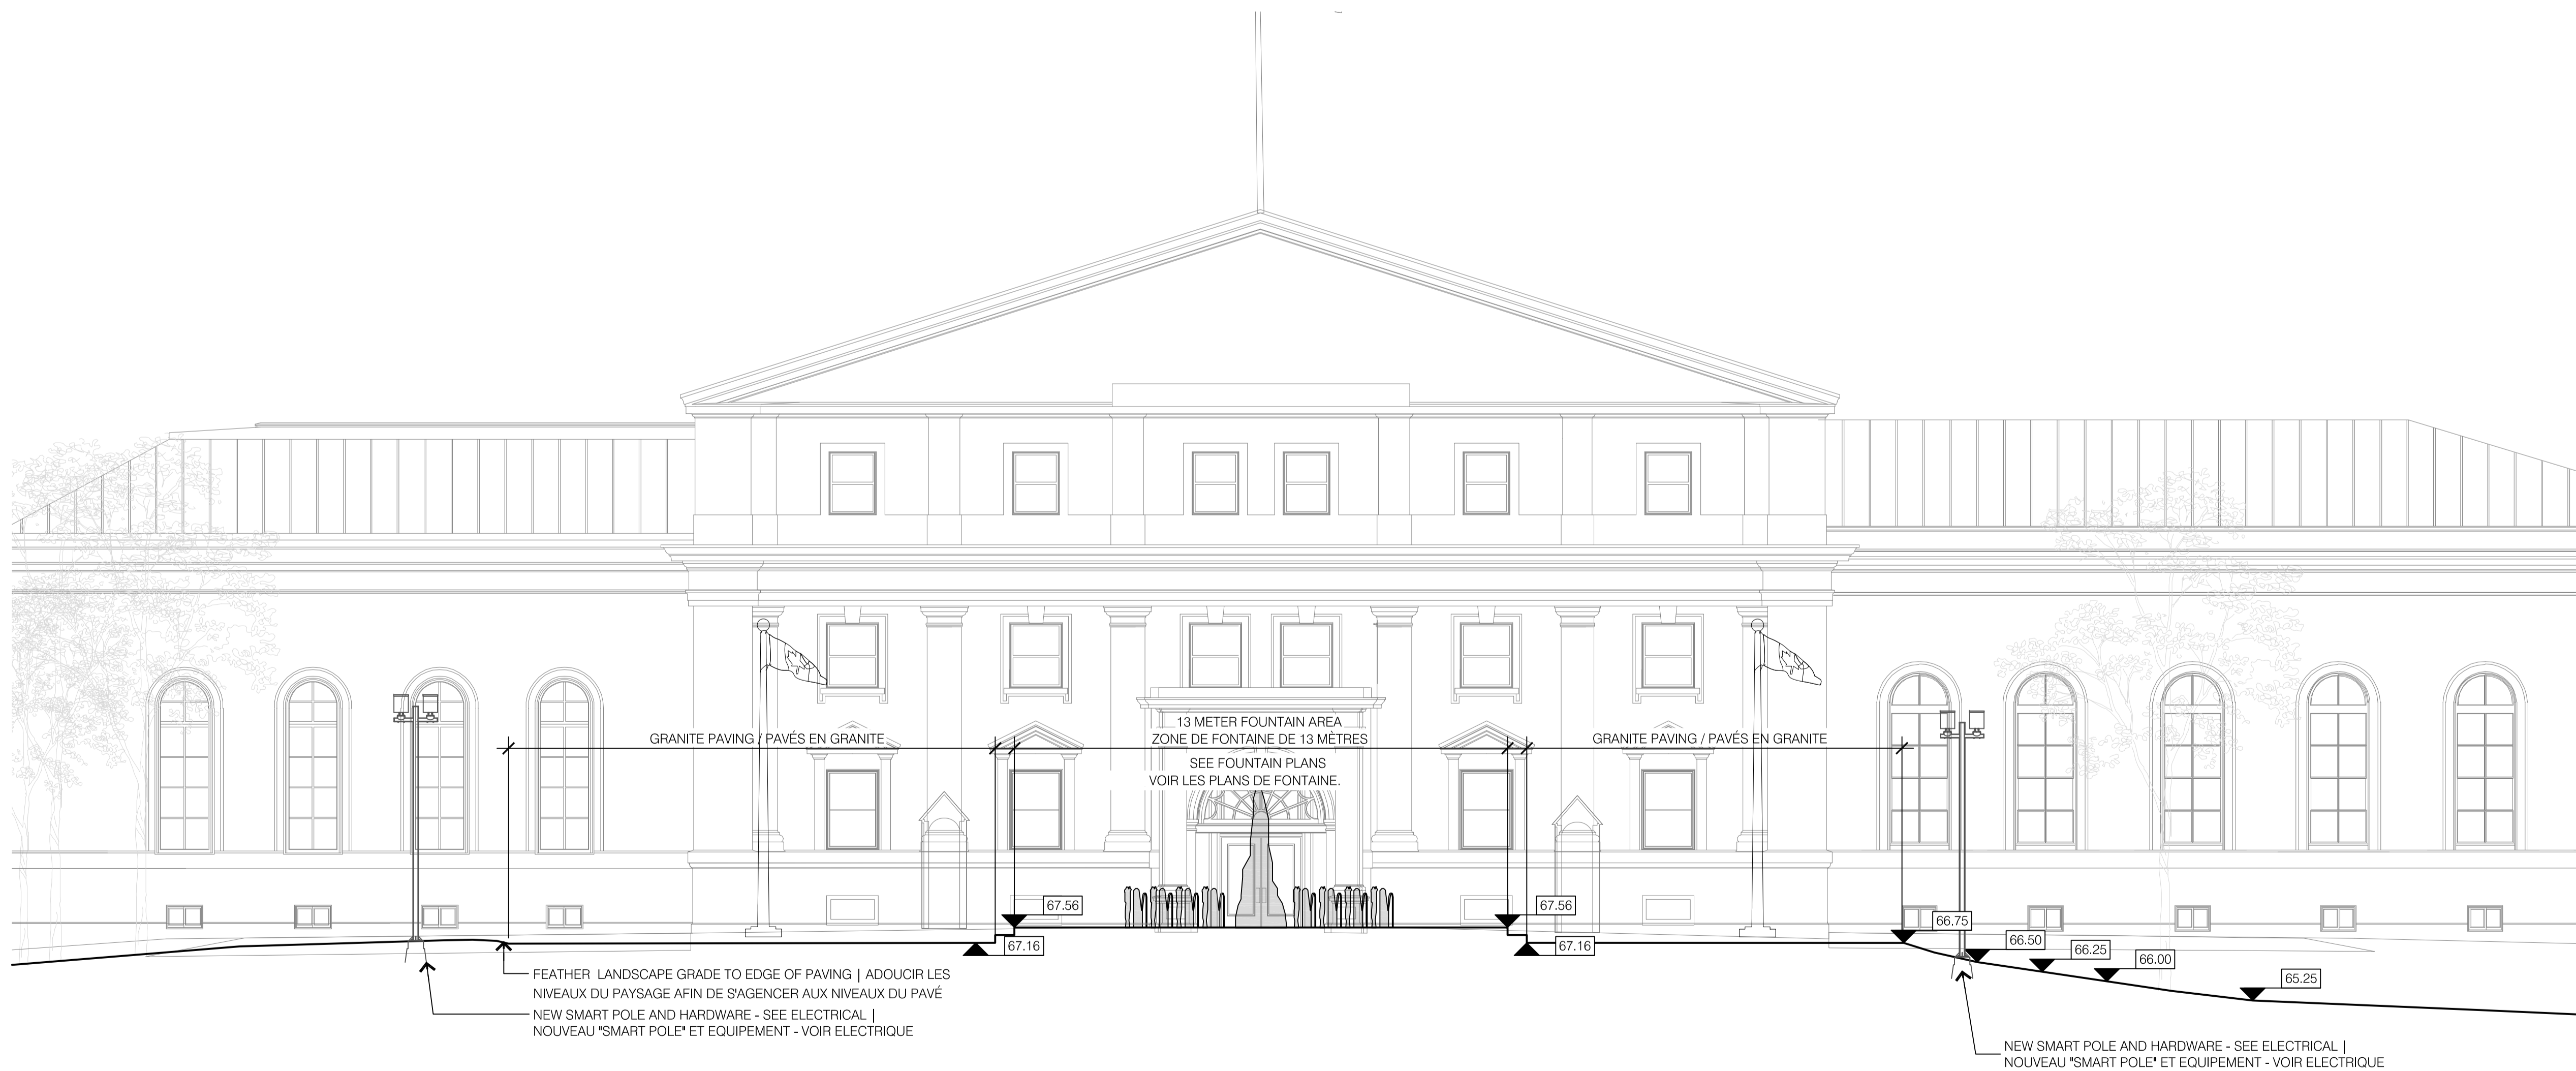 13 METER FOUNTAIN AREA
ZONE DE FONTAINE DE 13 MÈTRES
GRANITE PAVING / PAVÉS EN GRANITE
GRANITE PAVING / PAVÉS EN GRANITE
SEE FOUNTAIN PLANS
VOIR LES PLANS DE FONTAINE.
67.56
67.56
67.16
67.16
66.75
66.50
66.25
66.00
65.25
FEATHER LANDSCAPE GRADE TO EDGE OF PAVING | ADOUCIR LES
NIVEAUX DU PAYSAGE AFIN DE S'AGENCER AUX NIVEAUX DU PAVÉ
NEW SMART POLE AND HARDWARE - SEE ELECTRICAL |
NOUVEAU "SMART POLE" ET EQUIPEMENT - VOIR ELECTRIQUE
NEW SMART POLE AND HARDWARE - SEE ELECTRICAL |
NOUVEAU "SMART POLE" ET EQUIPEMENT - VOIR ELECTRIQUE